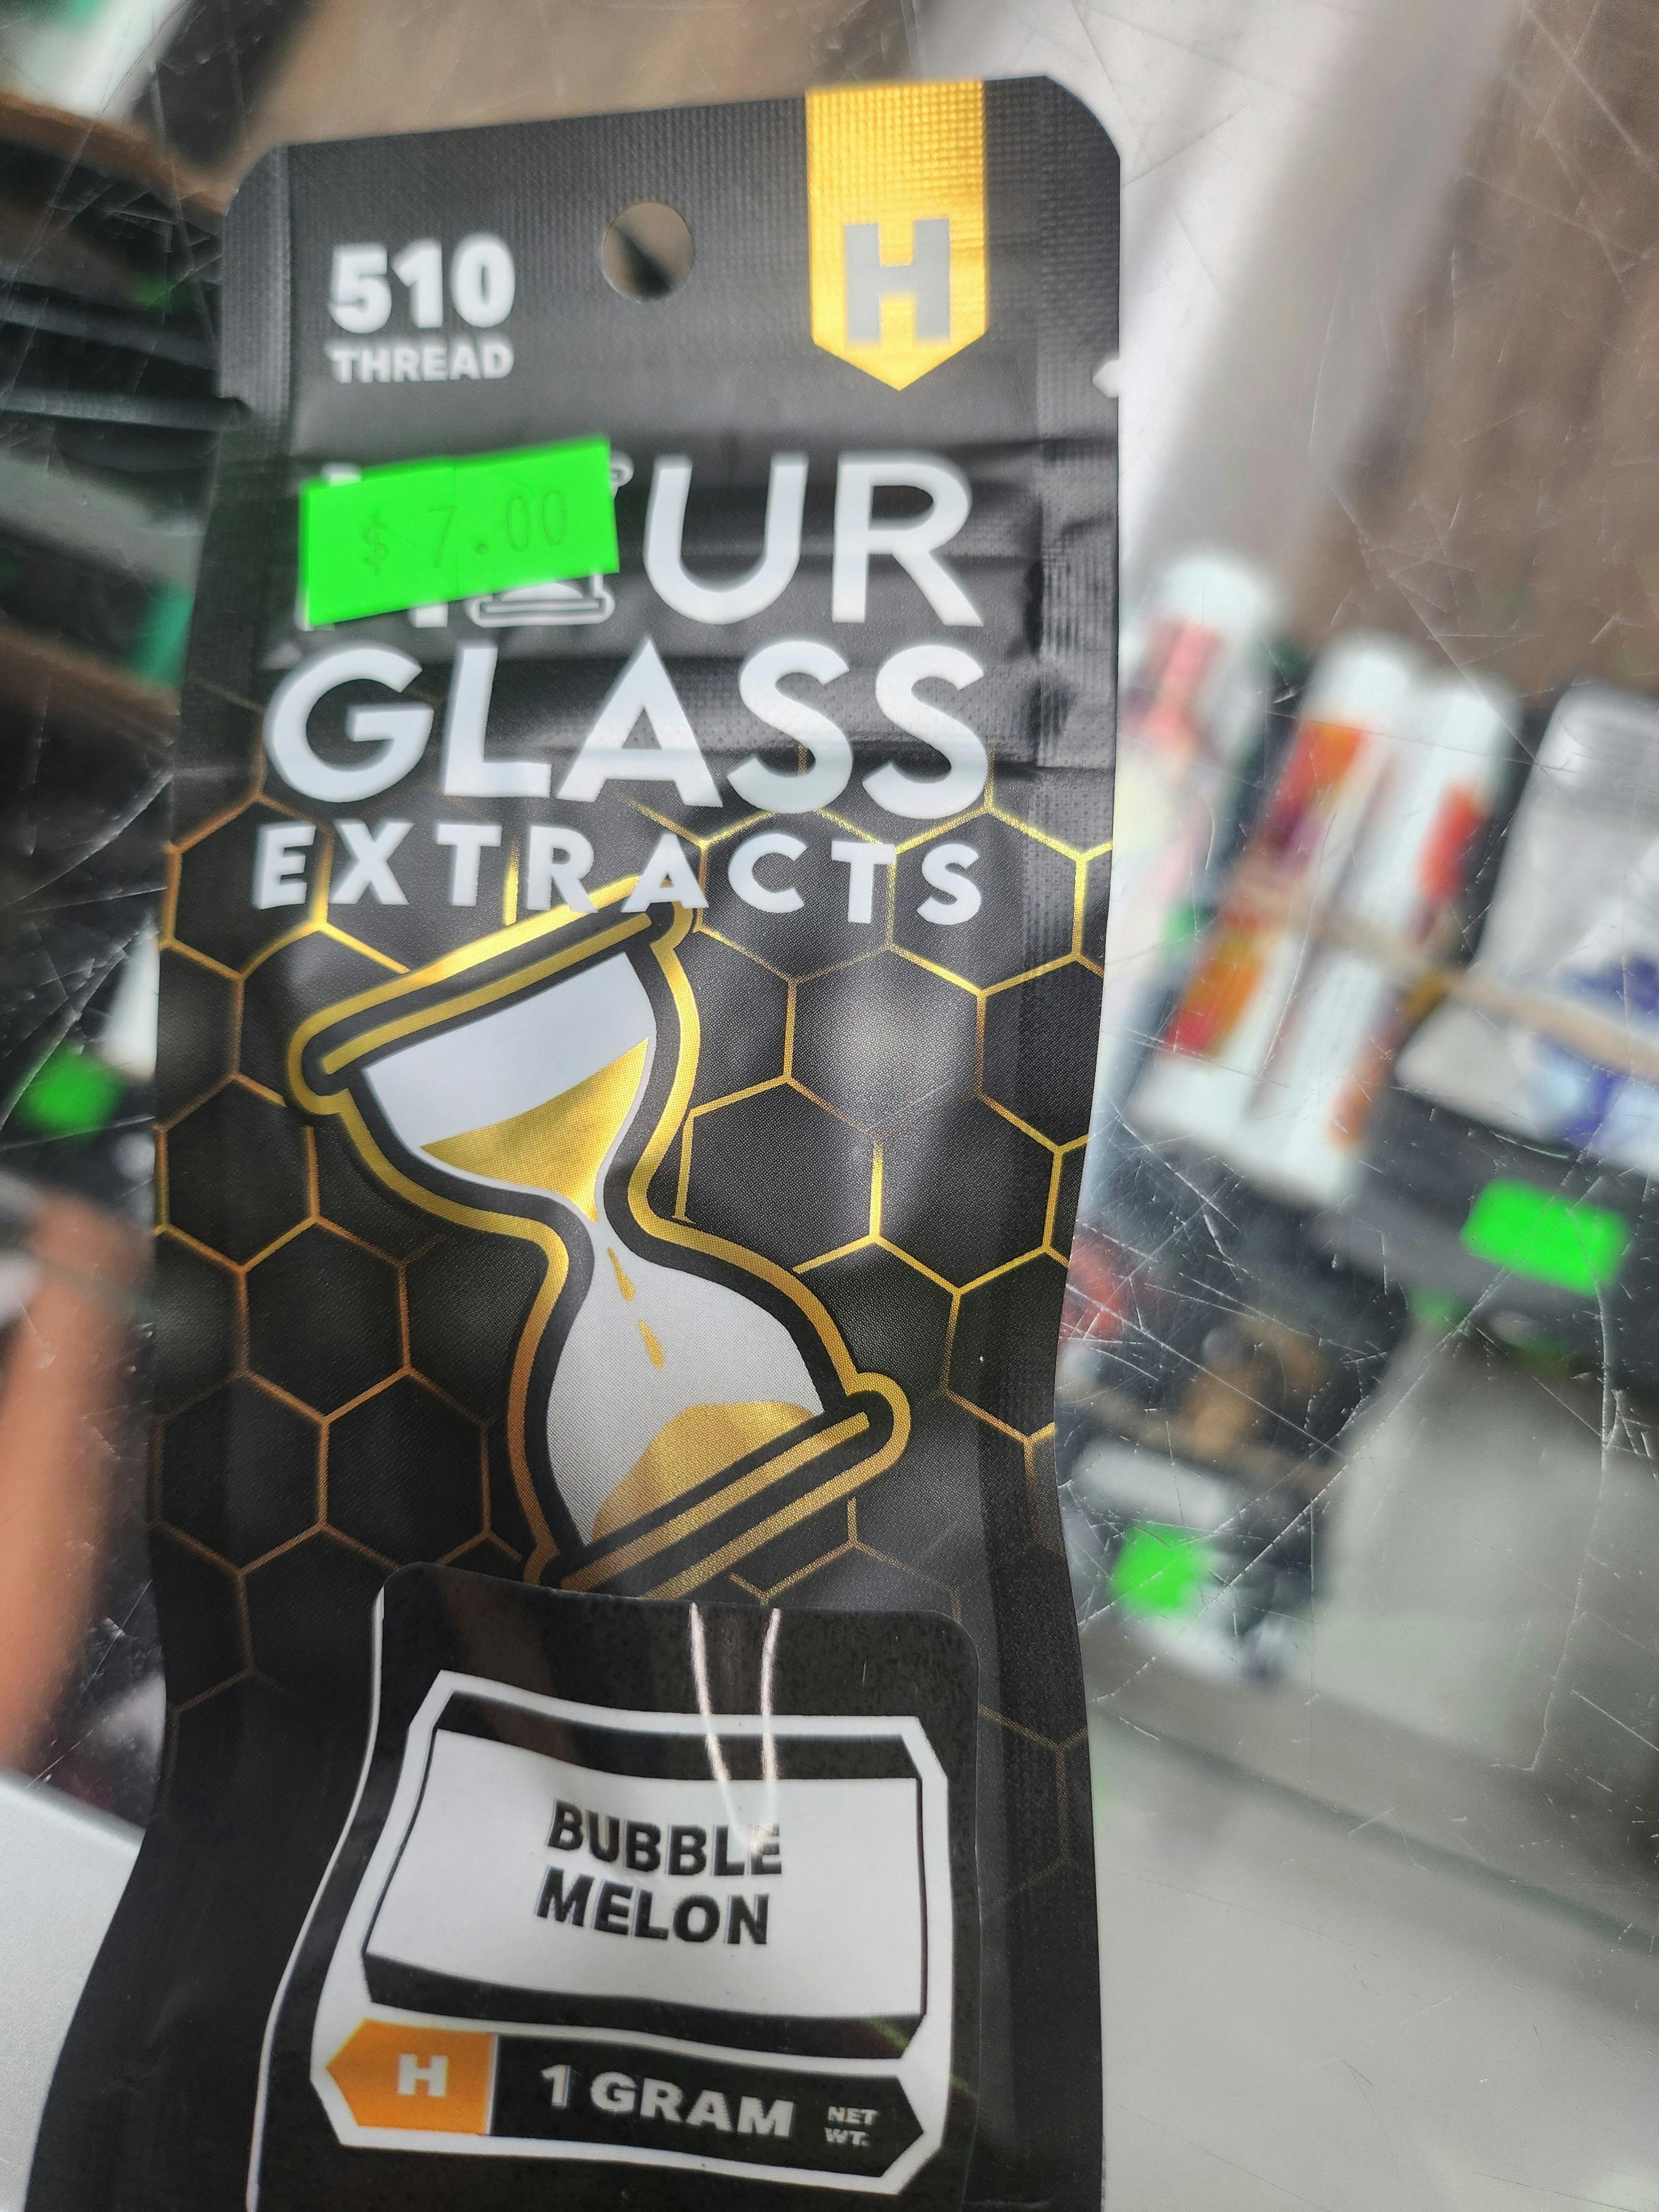 510
THREAD
H
$ 7.00
UR
GLASS
EXTRACTS
BUBBLE
MELON
H
1 GRAM NET
WT.